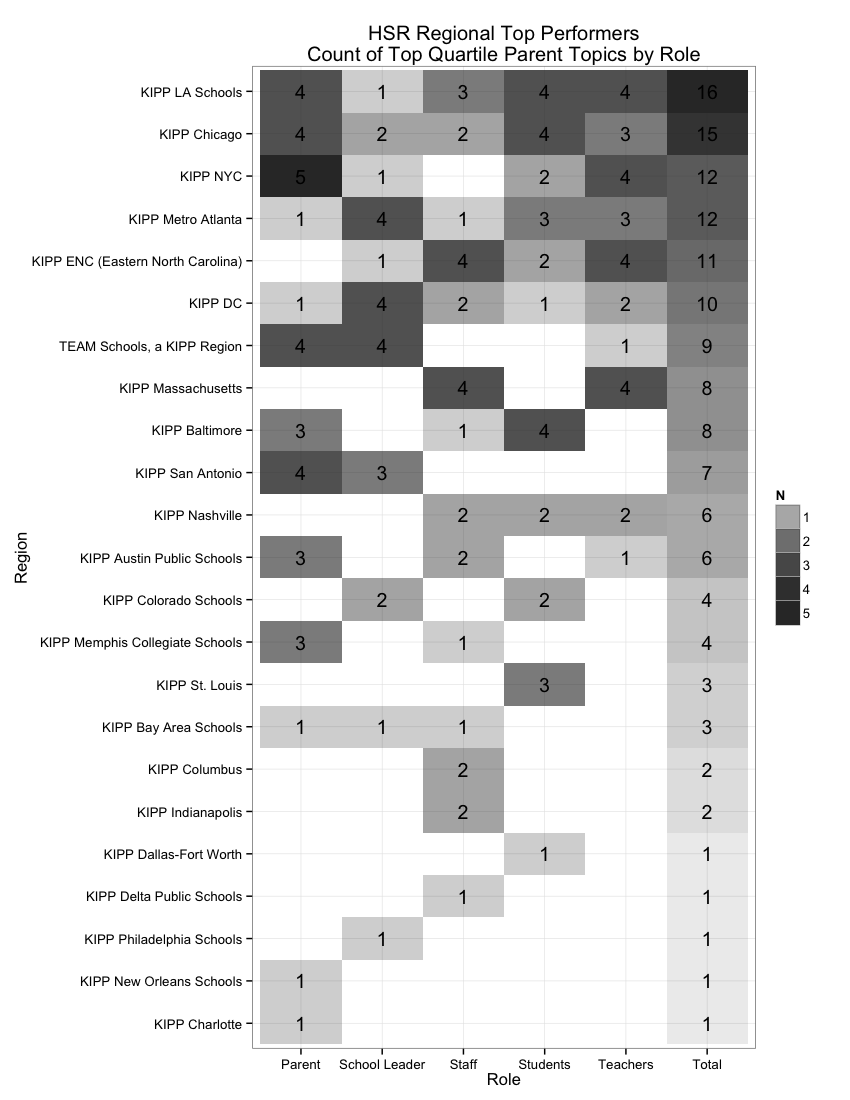 HSR Regional Top Performers
Count of Top Quartile Parent Topics by Role
KIPP LA Schools 4 1 3 4 4 16
KIPP Chicago 4 2 2 4 3 15
KIPP NYC 5 1 2 4 12
KIPP Metro Atlanta 1 4 1 3 3 12
KIPP ENC (Eastern North Carolina) 1 4 2 4 11
KIPP DC 1 4 2 1 2 10
TEAM Schools, a KIPP Region 4 4 1 9
KIPP Massachusetts 4 4 8
KIPP Baltimore 3 1 4 8
KIPP San Antonio 4 3 7
KIPP Nashville 2 2 2 6
KIPP Austin Public Schools 3 2 1 6
KIPP Colorado Schools 2 2 4
KIPP Memphis Collegiate Schools 3 1 4
KIPP St. Louis 3 3
KIPP Bay Area Schools 1 1 1 3
KIPP Columbus 2 2
KIPP Indianapolis 2 2
KIPP Dallas-Fort Worth 1 1
KIPP Delta Public Schools 1 1
KIPP Philadelphia Schools 1 1
KIPP New Orleans Schools 1 1
KIPP Charlotte 1 1
Parent School Leader Staff Students Teachers Total
Role
Region
N
1
2
3
4
5